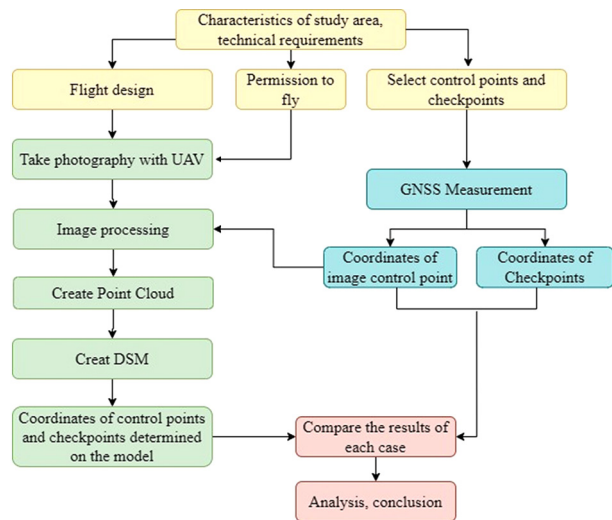 Characteristics of study area,
technical requirements
Flight design
Permission to
fly
Select control points and
checkpoints
Take photography with UAV
GNSS Measurement
Image processing
Coordinates of
image control point
Coordinates of
Checkpoints
Create Point Cloud
Creat DSM
Coordinates of control points
and checkpoints determined
on the model
Compare the results of
each case
Analysis, conclusion